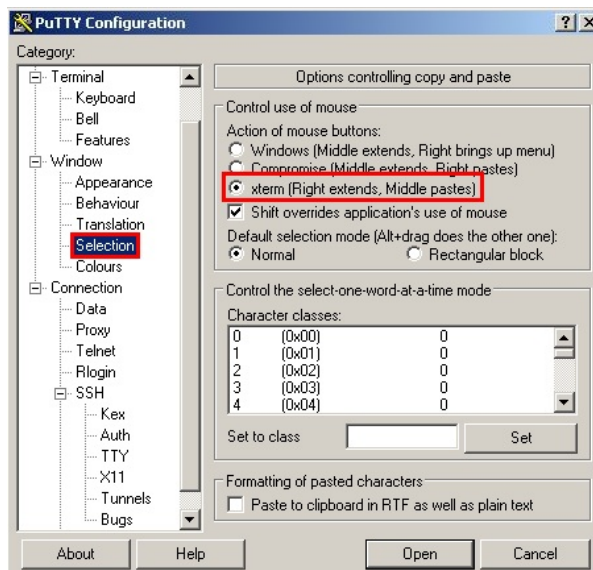 PuTTY Configuration
Category:
Terminal
Keyboard
Bell
Features
Window
Appearance
Behaviour
Translation
Selection
Colours
Connection
Data
Proxy
Telnet
Rlogin
SSH
Kex
Auth
TTY
X11
Tunnels
Bugs
Options controlling copy and paste
Control use of mouse
Action of mouse buttons:
Windows (Middle extends, Right brings up menu)
Compromise (Middle extends, Right pastes)
xterm (Right extends, Middle pastes)
Shift overrides application's use of mouse
Default selection mode (Alt+drag does the other one):
Normal Rectangular block
Control the select-one-word-at-a-time mode
Character classes:
0 (0x00) 0
1 (0x01) 0
2 (0x02) 0
3 (0x03) 0
4 (0x04) 0
Set to class Set
Formatting of pasted characters
Paste to clipboard in RTF as well as plain text
About Help Open Cancel